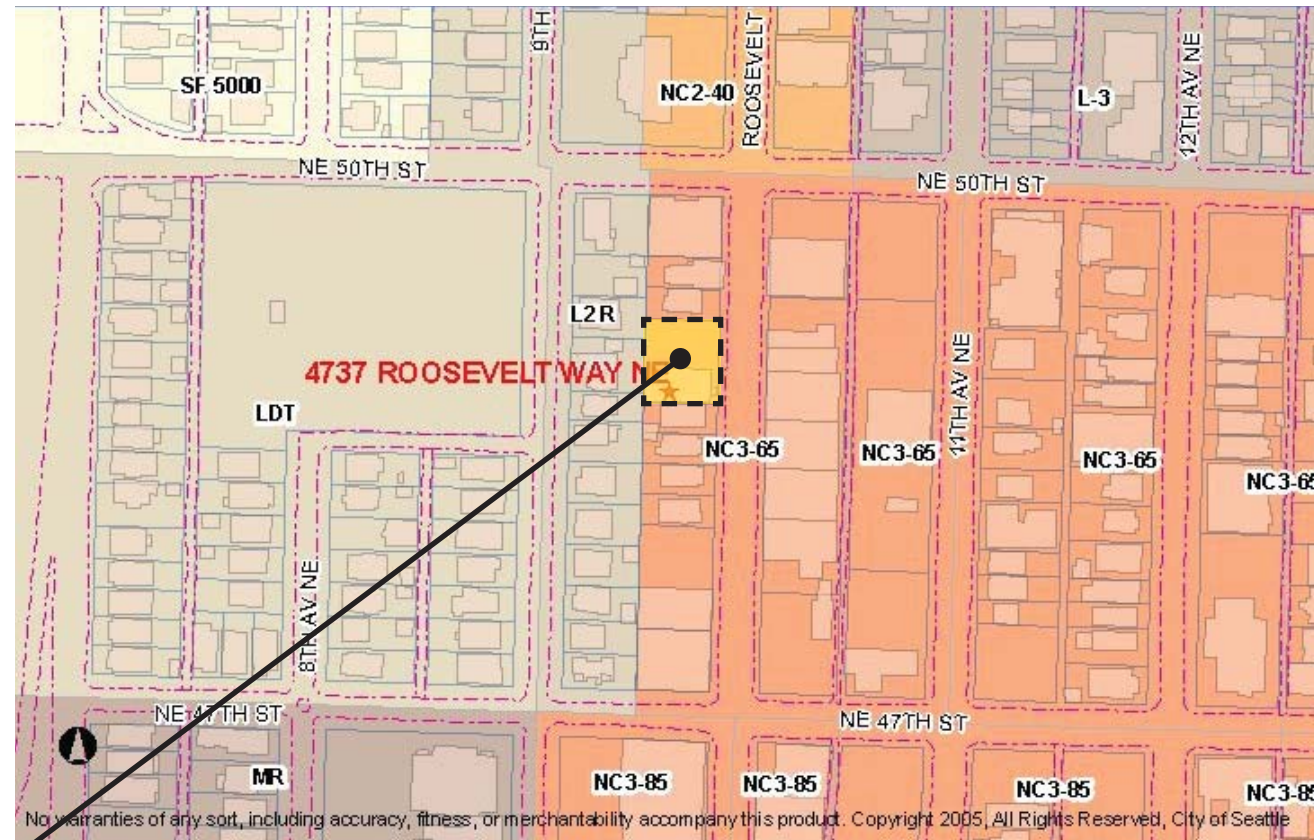 9TH
ROOSEVELT
12TH AV NE
SF 5000
NC2-40
L-3
NE 50TH ST
NE 50TH ST
L2R
4737 ROOSEVELT WAY NE
LDT
11TH AV NE
NC3-65
NC3-65
NC3-65
NC3-65
8TH AV NE
NE 47TH ST
NE 47TH ST
MR
NC3-85
NC3-85
NC3-85
NC3-85
No warranties of any sort, including accuracy, fitness, or merchantability accompany this product. Copyright 2005, All Rights Reserved, City of Seattle